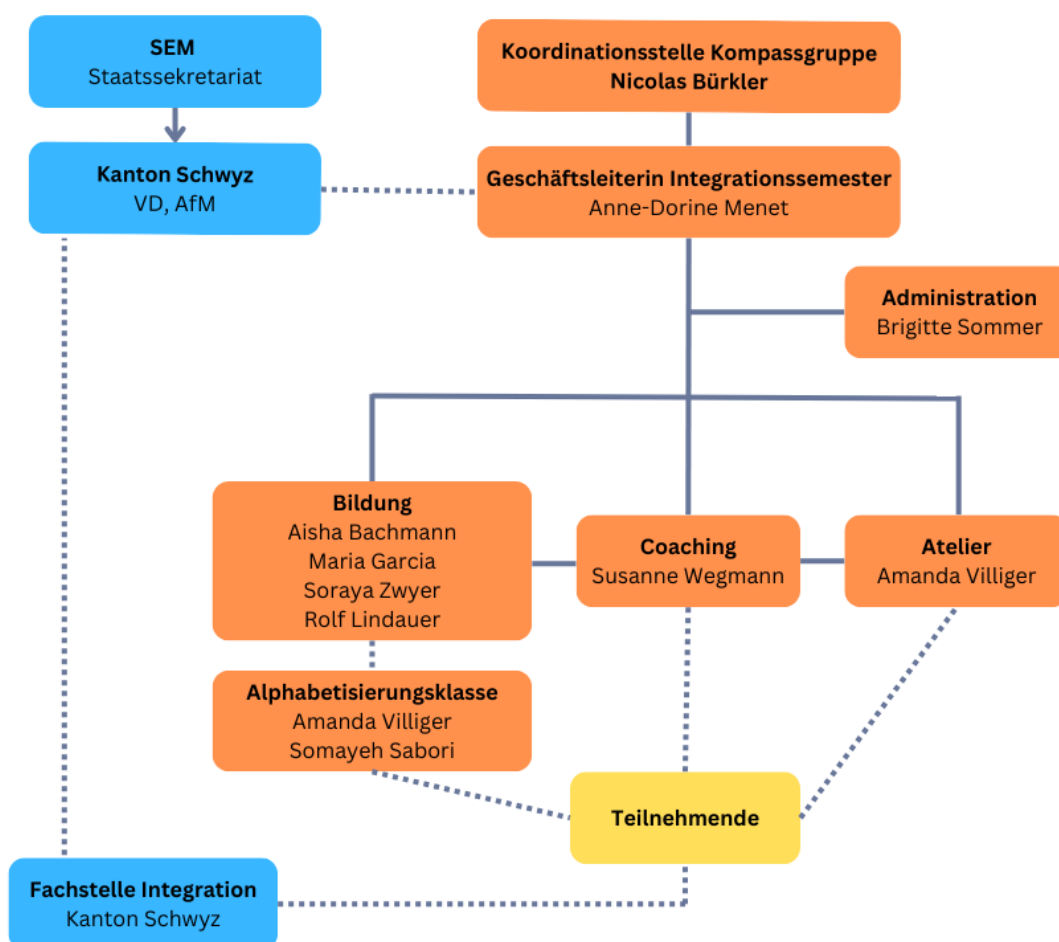 SEM
Staatssekretariat
Koordinationsstelle Kompassgruppe
Nicolas Bürkler
Kanton Schwyz
VD, AfM
Geschäftsleiterin Integrationssemester
Anne-Dorine Menet
Administration
Brigitte Sommer
Bildung
Aisha Bachmann
Maria Garcia
Soraya Zwyer
Rolf Lindauer
Coaching
Susanne Wegmann
Atelier
Amanda Villiger
Alphabetisierungsklasse
Amanda Villiger
Somayeh Sabori
Teilnehmende
Fachstelle Integration
Kanton Schwyz